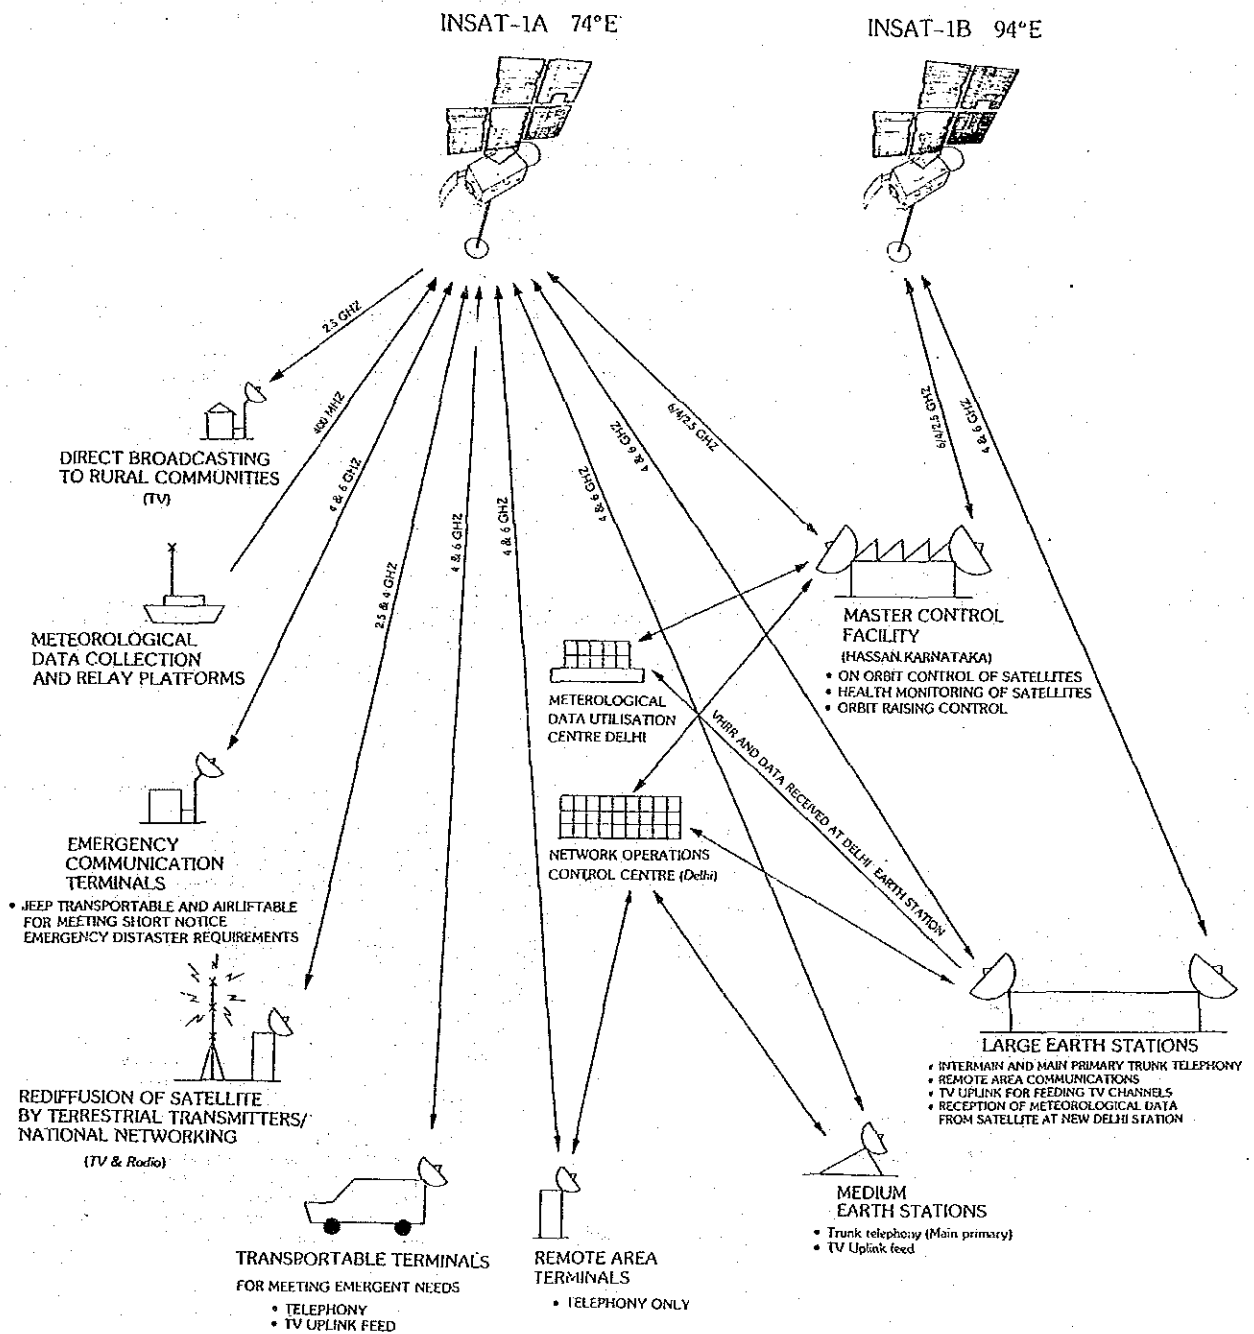 INSAT-1A 74°E
INSAT-1B 94°E
2.5 GHZ
400 MHZ
4 & 6 GHZ
2.5 & 4 GHZ
4 & 6 GHZ
4 & 6 GHZ
4 & 6 GHZ
4 & 6 GHZ
6/4/2.5 GHZ
6/4/2.5 GHZ
4 & 6 GHZ
DIRECT BROADCASTING
TO RURAL COMMUNITIES
(TV)
METEOROLOGICAL
DATA COLLECTION
AND RELAY PLATFORMS
EMERGENCY
COMMUNICATION
TERMINALS
• JEEP TRANSPORTABLE AND AIRLIFTABLE
FOR MEETING SHORT NOTICE
EMERGENCY DISTASTER REQUIREMENTS
REDIFFUSION OF SATELLITE
BY TERRESTRIAL TRANSMITTERS/
NATIONAL NETWORKING
(TV & Radio)
TRANSPORTABLE TERMINALS
FOR MEETING EMERGENT NEEDS
• TELEPHONY
• TV UPLINK FEED
REMOTE AREA
TERMINALS
• TELEPHONY ONLY
METEROLOGICAL
DATA UTILISATION
CENTRE DELHI
NETWORK OPERATIONS
CONTROL CENTRE (Delhi)
VHRR AND DATA RECEIVED AT DELHI EARTH STATION
MASTER CONTROL
FACILITY
(HASSAN.KARNATAKA)
• ON ORBIT CONTROL OF SATELLITES
• HEALTH MONITORING OF SATELLITES
• ORBIT RAISING CONTROL
LARGE EARTH STATIONS
• INTERMAIN AND MAIN PRIMARY TRUNK TELEPHONY
• REMOTE AREA COMMUNICATIONS
• TV UPLINK FOR FEEDING TV CHANNELS
• RECEPTION OF METEOROLOGICAL DATA
FROM SATELLITE AT NEW DELHI STATION
MEDIUM
EARTH STATIONS
• Trunk telephony (Main primary)
• TV Uplink feed